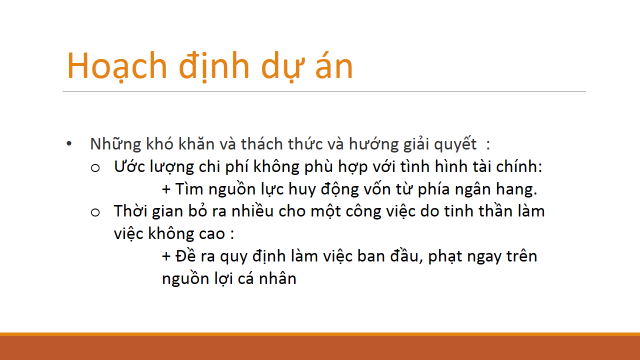 Hoạch định dự án
• Những khó khăn và thách thức và hướng giải quyết :
o Ước lượng chi phí không phù hợp với tình hình tài chính:
+ Tìm nguồn lực huy động vốn từ phía ngân hang.
o Thời gian bỏ ra nhiều cho một công việc do tinh thần làm
việc không cao :
+ Đề ra quy định làm việc ban đầu, phạt ngay trên
nguồn lợi cá nhân